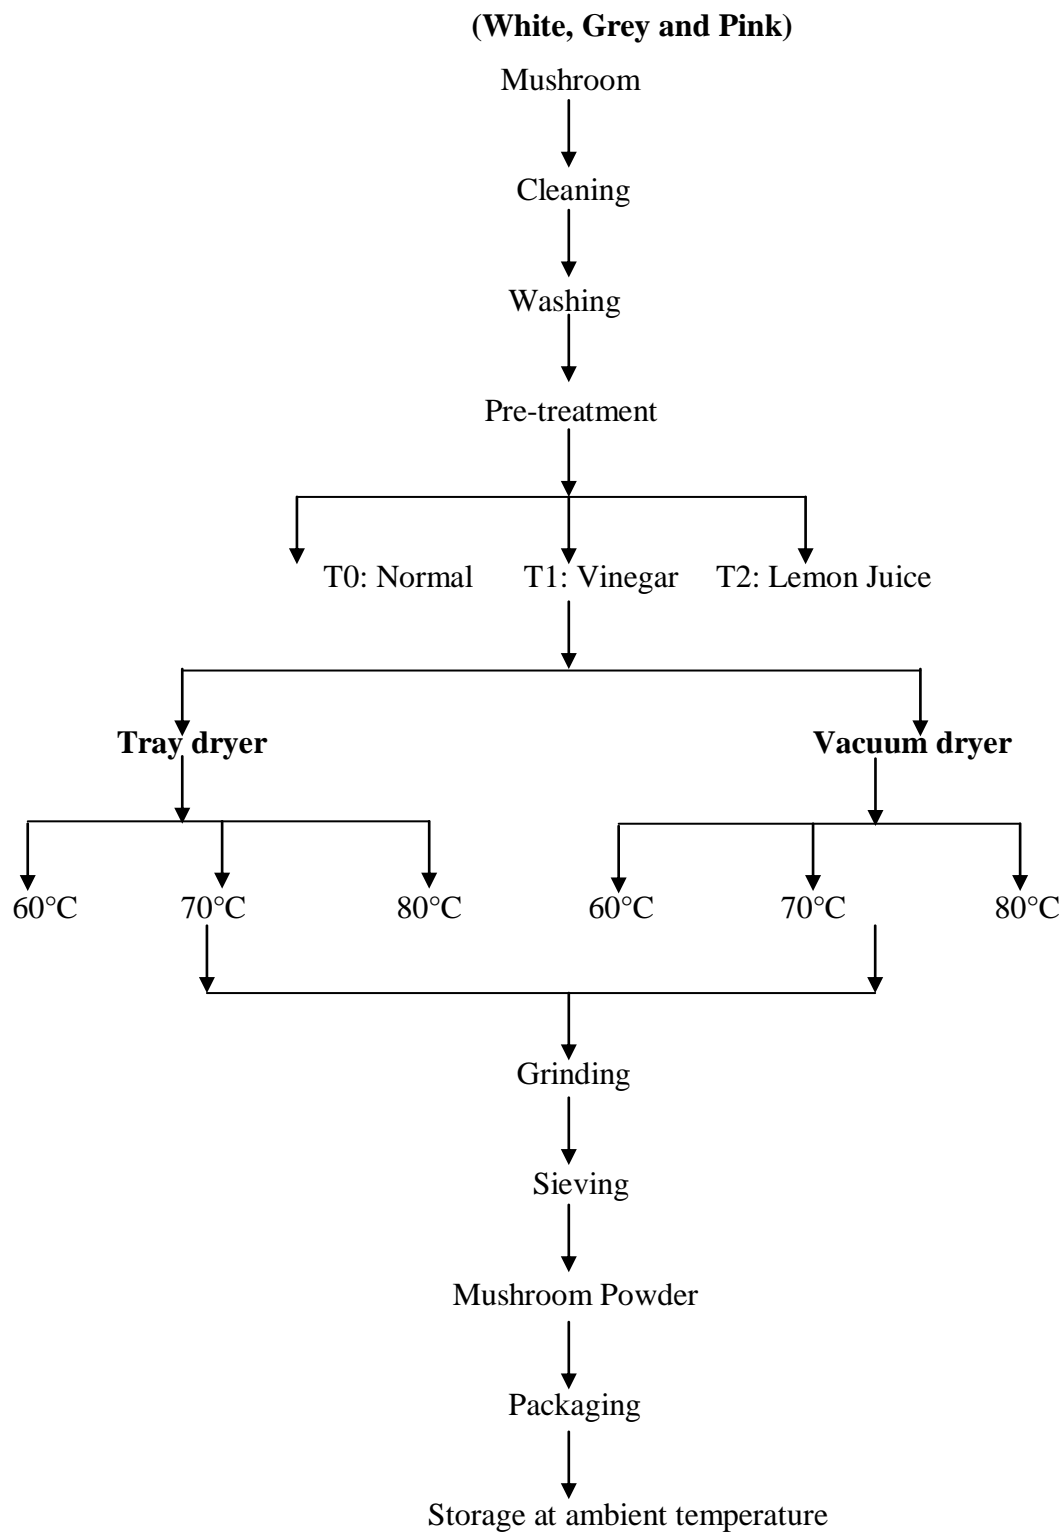 (White, Grey and Pink)
Mushroom
Cleaning
Washing
Pre-treatment
T0: Normal T1: Vinegar T2: Lemon Juice
Tray dryer Vacuum dryer
60°C 70°C 80°C 60°C 70°C 80°C
Grinding
Sieving
Mushroom Powder
Packaging
Storage at ambient temperature